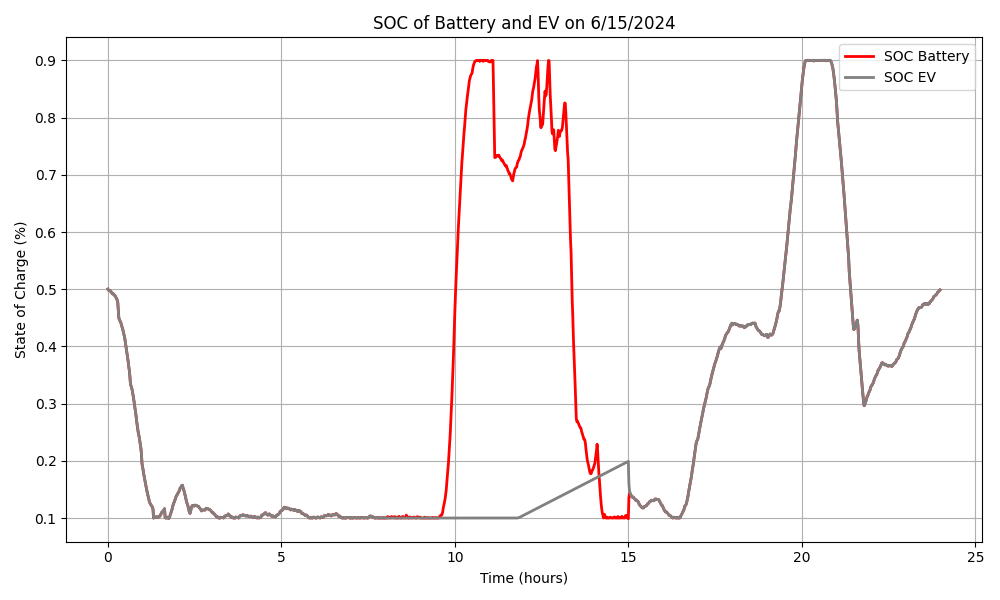 SOC of Battery and EV on 6/15/2024
SOC Battery
SOC EV
State of Charge (%)
0.9
0.8
0.7
0.6
0.5
0.4
0.3
0.2
0.1
0 5 10 15 20 25
Time (hours)